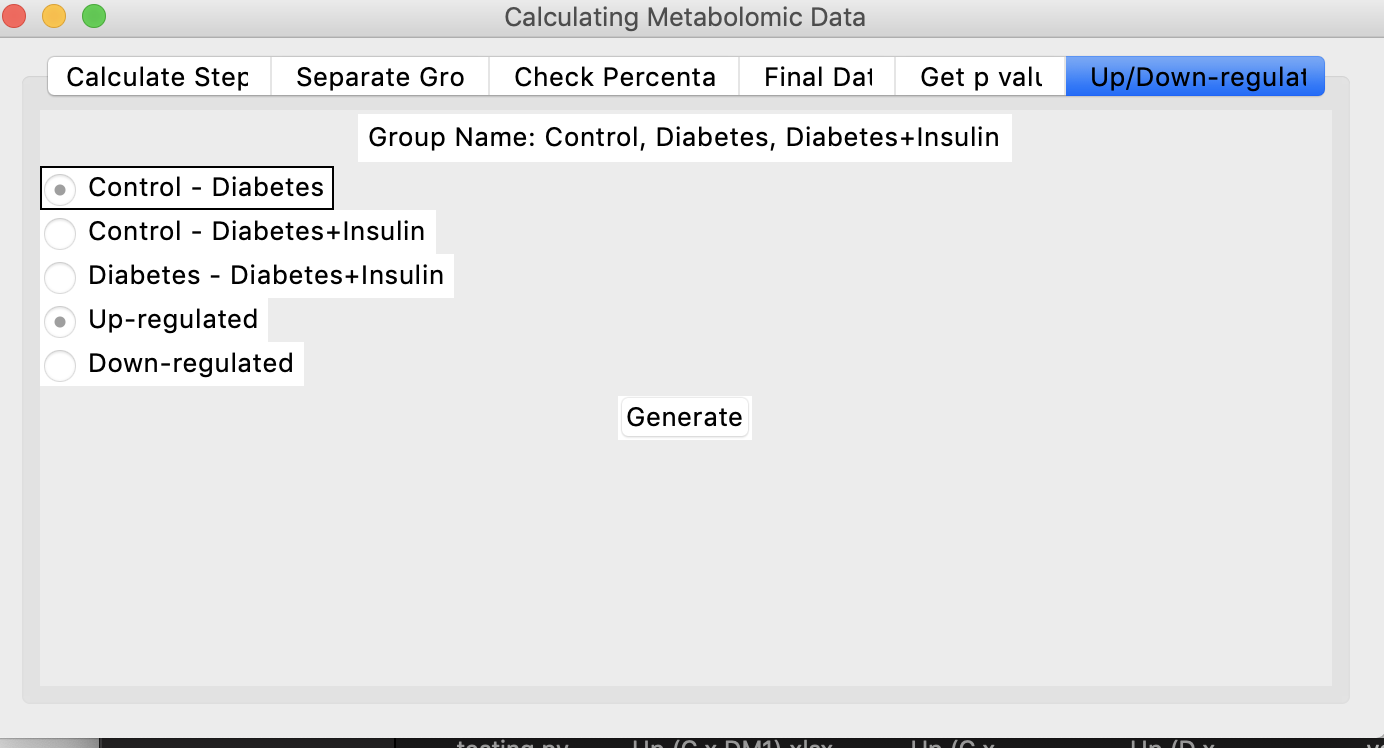 Calculating Metabolomic Data
Calculate Step Separate Gro Check Percenta Final Dat Get p valu Up/Down-regulat
Group Name: Control, Diabetes, Diabetes+Insulin
Control - Diabetes
Control - Diabetes+Insulin
Diabetes - Diabetes+Insulin
Up-regulated
Down-regulated
Generate